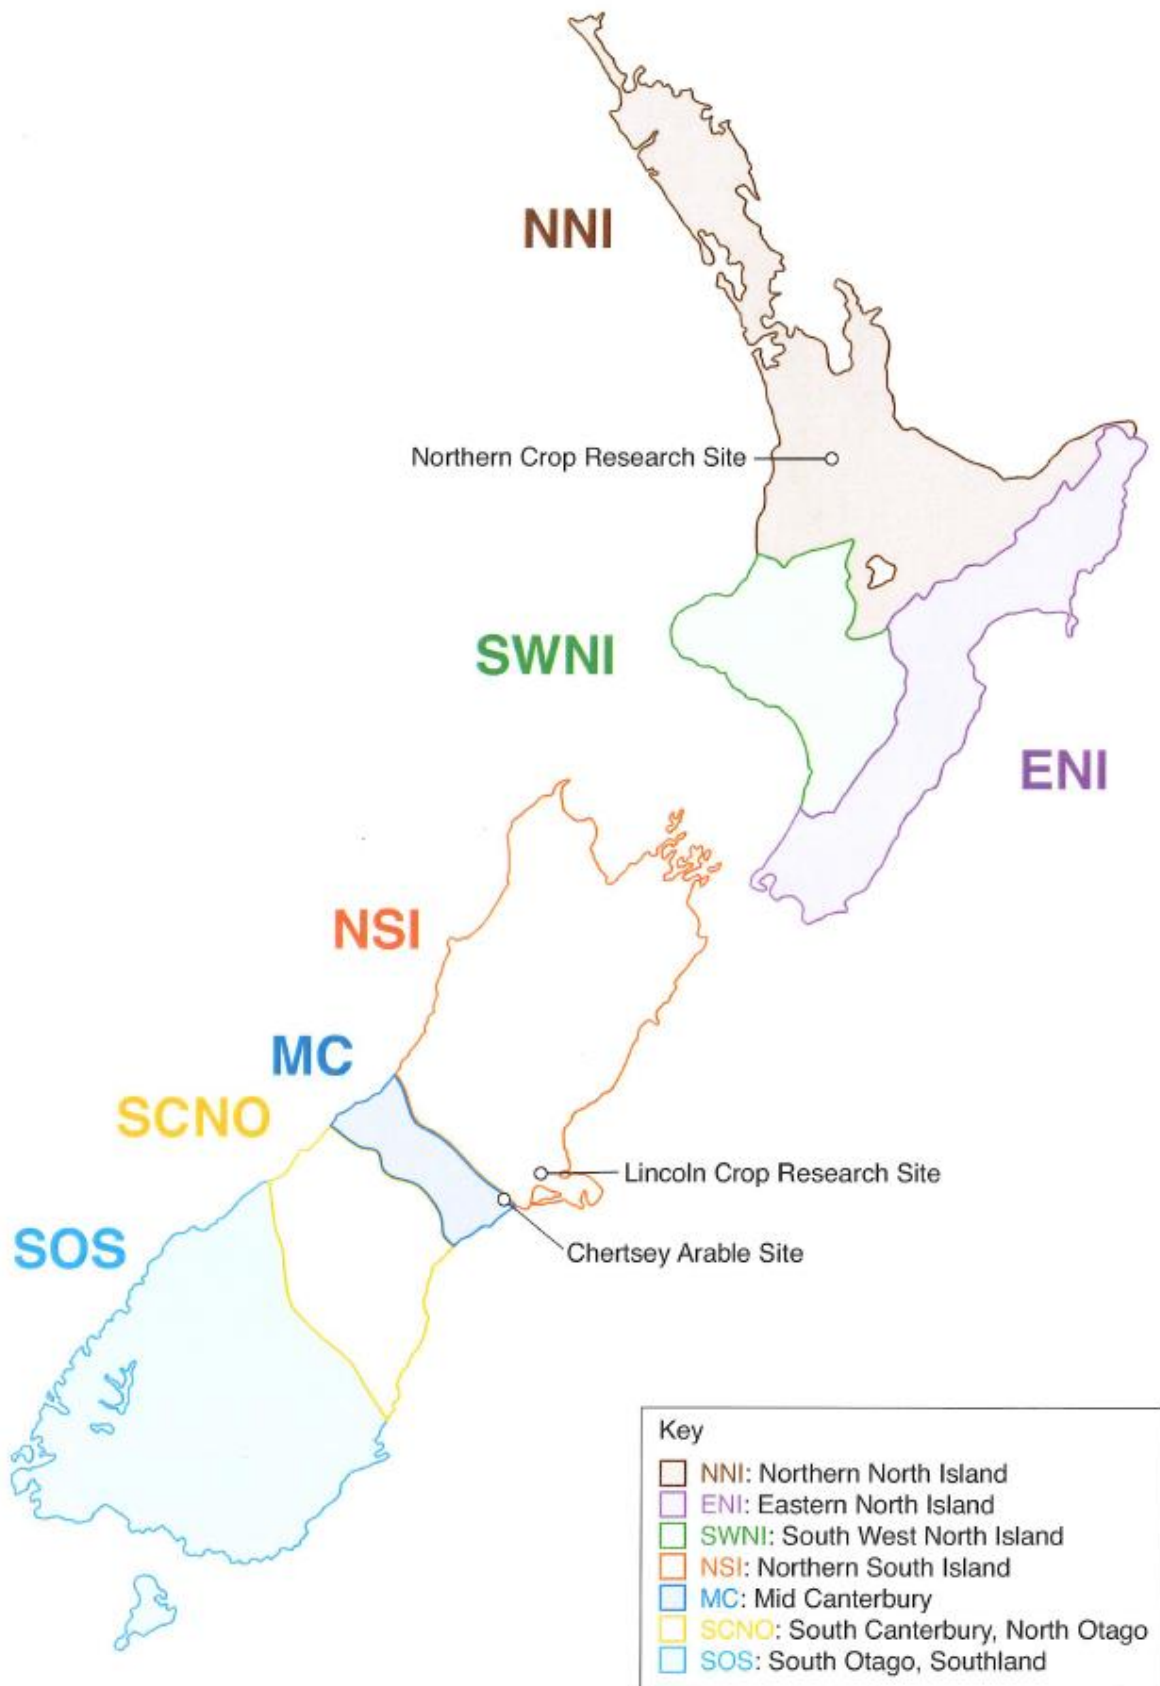 NNI
Northern Crop Research Site
SWNI
ENI
NSI
MC
SCNO
Lincoln Crop Research Site
SOS
Chertsey Arable Site
Key
NNI: Northern North Island
ENI: Eastern North Island
SWNI: South West North Island
NSI: Northern South Island
MC: Mid Canterbury
SCNO: South Canterbury, North Otago
SOS: South Otago, Southland